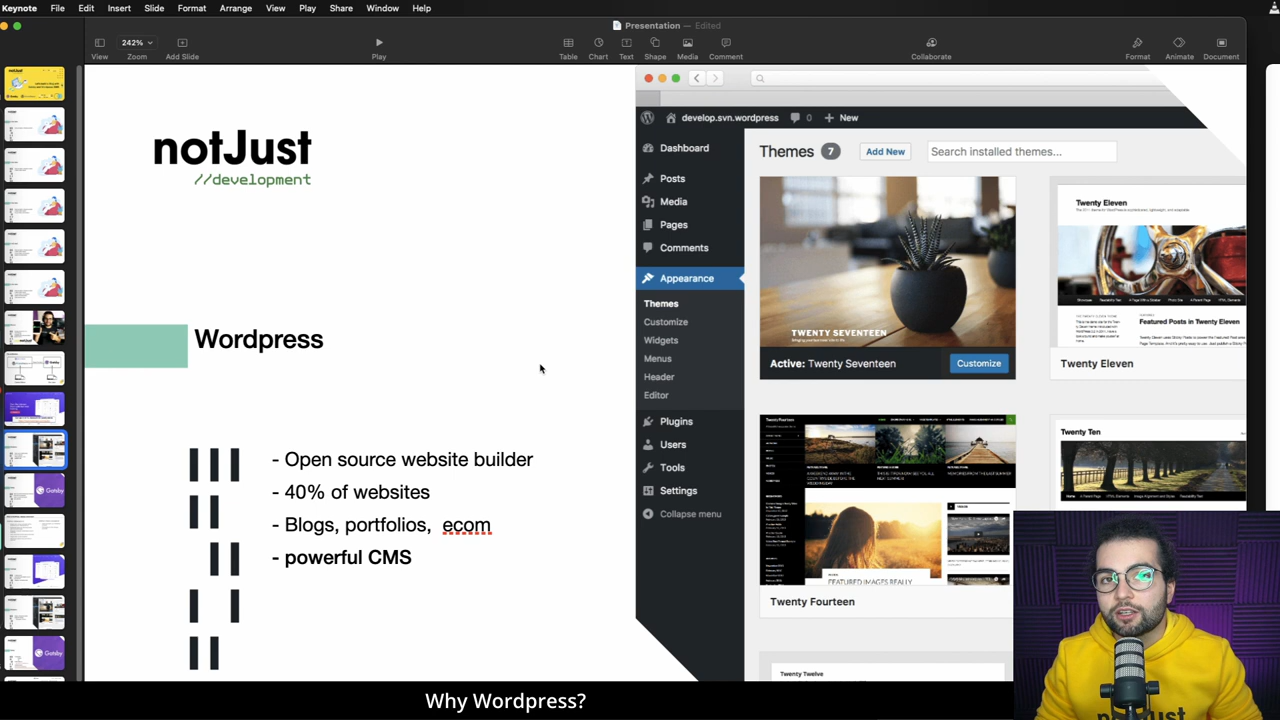 Keynote File Edit Insert Slide Format Arrange View Play Share Window Help
Presentation — Edited
242%
View Zoom Add Slide Play Table Chart Text Shape Media Comment Collaborate Format Animate Document
notJust
//development
Wordpress
- Open source website builder
- 40% of websites
- Blogs, portfolios, ecom
- powerful CMS
develop.svn.wordpress 0 + New
Dashboard
Posts
Media
Pages
Comments
Appearance
Themes
Customize
Widgets
Menus
Header
Editor
Plugins
Users
Tools
Settings
Collapse menu
Themes 7 Add New Search installed themes...
TWENTY SEVENTEEN
Active: Twenty Seventeen Customize
Twenty Eleven
Featured Posts in Twenty Eleven
Twenty Eleven
Twenty Fourteen
FEATURED IMAGES REALLY
Twenty Fourteen
Twenty Ten
Twenty Twelve
Gatsby
Gatsby
notJust
Why Wordpress?